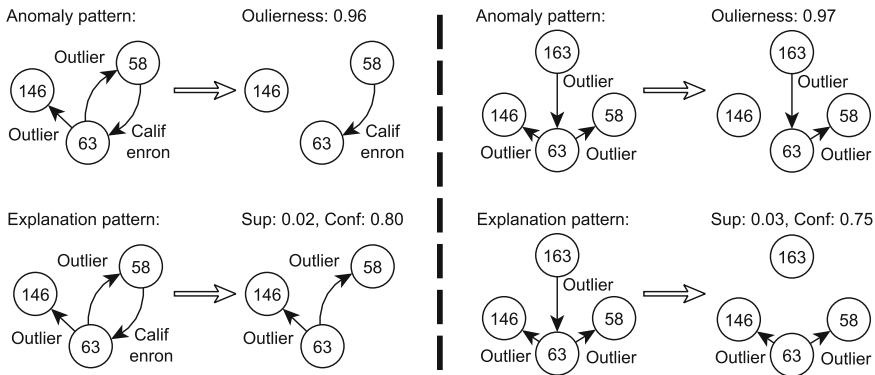 Anomaly pattern:
Oulierness: 0.96
Outlier
58
146
Outlier
63
Calif
enron
58
146
63
Calif
enron
Explanation pattern:
Sup: 0.02, Conf: 0.80
Outlier
58
146
Outlier
63
Calif
enron
Outlier
58
146
Outlier
63
Anomaly pattern:
Oulierness: 0.97
163
Outlier
146
58
Outlier
63
Outlier
163
Outlier
146
58
63
Outlier
Explanation pattern:
Sup: 0.03, Conf: 0.75
163
Outlier
146
58
Outlier
63
Outlier
163
146
58
Outlier
63
Outlier